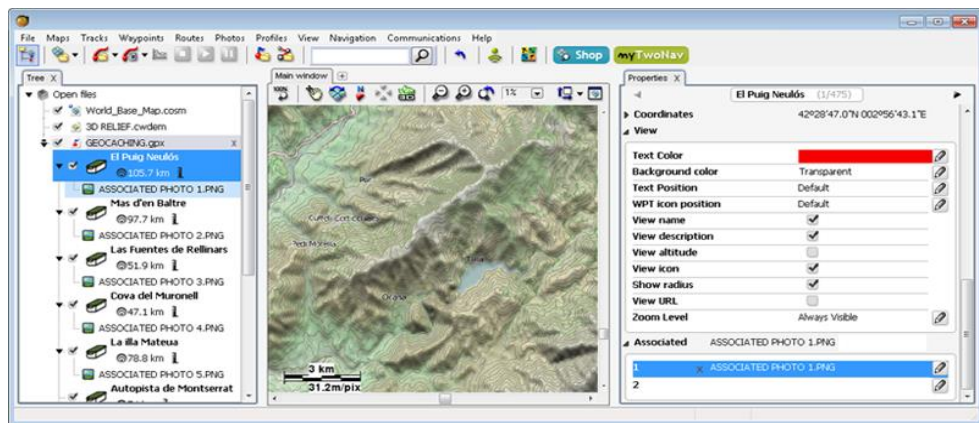 File Maps Tracks Waypoints Routes Photos Profiles View Navigation Communications Help
Shop
myTwoNav
Tree X
Open files
World_Base_Map.cosm
3D RELIEF.cwdem
GEOCACHING.gpx x
El Puig Neulós
105.7 km
ASSOCIATED PHOTO 1.PNG
Mas d'en Baltre
97.7 km
ASSOCIATED PHOTO 2.PNG
Las Fuentes de Rellinars
51.9 km
ASSOCIATED PHOTO 3.PNG
Cova del Muronell
47.1 km
ASSOCIATED PHOTO 4.PNG
La illa Mateua
78.8 km
ASSOCIATED PHOTO 5.PNG
Autopista de Montserrat
Main window
100%
1%
3 km
31.2m/pix
Properties X
El Puig Neulós (1/475)
Coordinates 42º28'47.0"N 002º56'43.1"E
View
Text Color
Background color Transparent
Text Position Default
WPT icon position Default
View name
View description
View altitude
View icon
Show radius
View URL
Zoom Level Always Visible
Associated ASSOCIATED PHOTO 1.PNG
1 x ASSOCIATED PHOTO 1.PNG
2